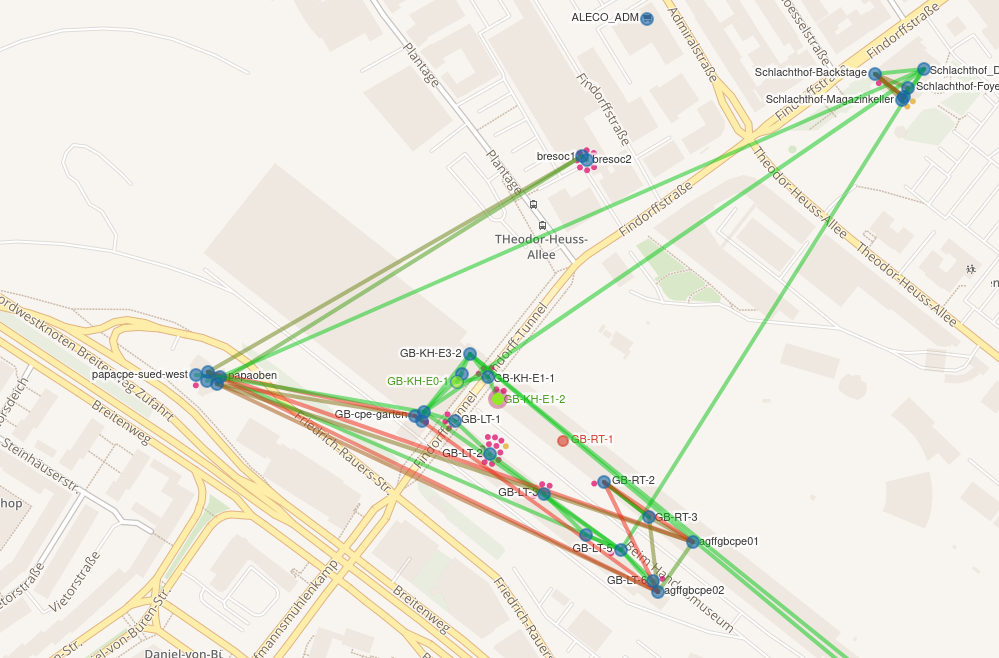 ALECO_ADM
Admiralstraße
Findorffstraße
Plantage
Schlachthof-Backstage
Schlachthof_D
Schlachthof-Foye
Schlachthof-Magazinkeller
Findorffstraße
bresoc1
bresoc2
Plantage
Theodor-Heuss-Allee
Findorffstraße
THeodor-Heuss-
Allee
Theodor-Heuss-Allee
GB-KH-E3-2
papacpe-sued-west
papaoben
GB-KH-E0-1
GB-KH-E1-1
GB-KH-E1-2
GB-cpe-garten
GB-LT-1
Breitenweg
Friedrich-Rauers-Str.
GB-RT-1
GB-LT-2
GB-RT-2
GB-LT-3
Steinhäuserstr.
hop
GB-RT-3
agffgbcpe01
GB-LT-5
Beim Handelsmuseum
GB-LT-6
agffgbcpe02
Vietorstraße
Breitenweg
Friedrich-Rauer
Daniel-von-Bü